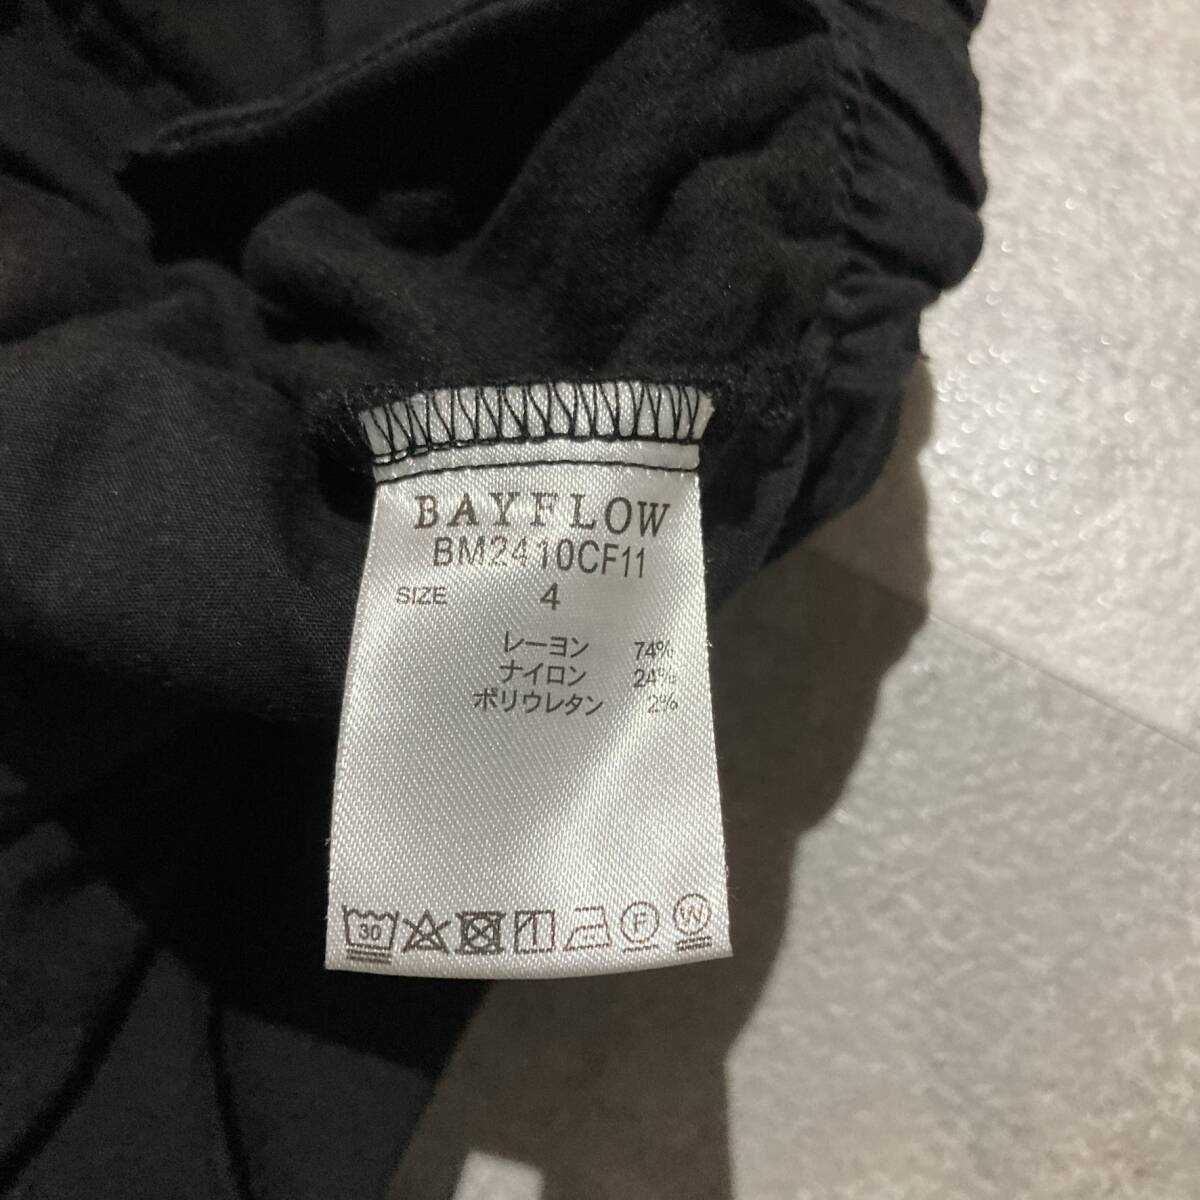 BAYFLOW
BM2410CF11
SIZE 4
レーヨン 74%
ナイロン 24%
ポリウレタン 2%
30 F W